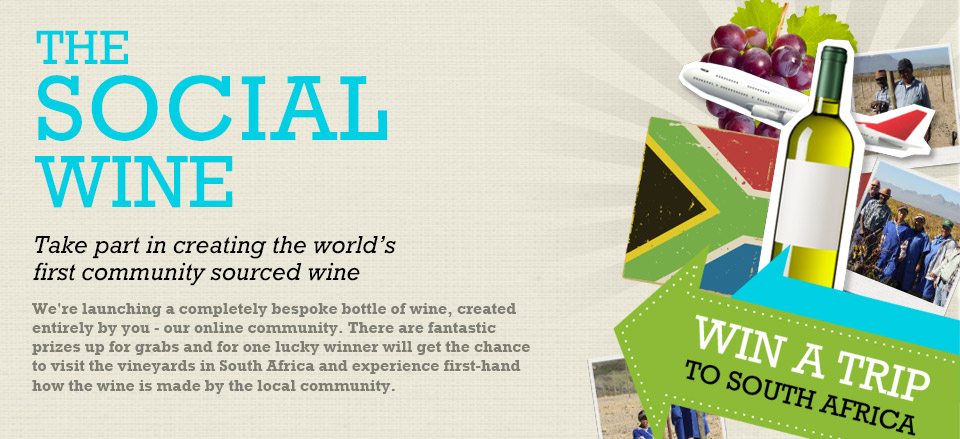 THE
SOCIAL
WINE
Take part in creating the world's
first community sourced wine
We're launching a completely bespoke bottle of wine, created
entirely by you - our online community. There are fantastic
prizes up for grabs and for one lucky winner will get the chance
to visit the vineyards in South Africa and experience first-hand
how the wine is made by the local community.
WIN A TRIP
TO SOUTH AFRICA